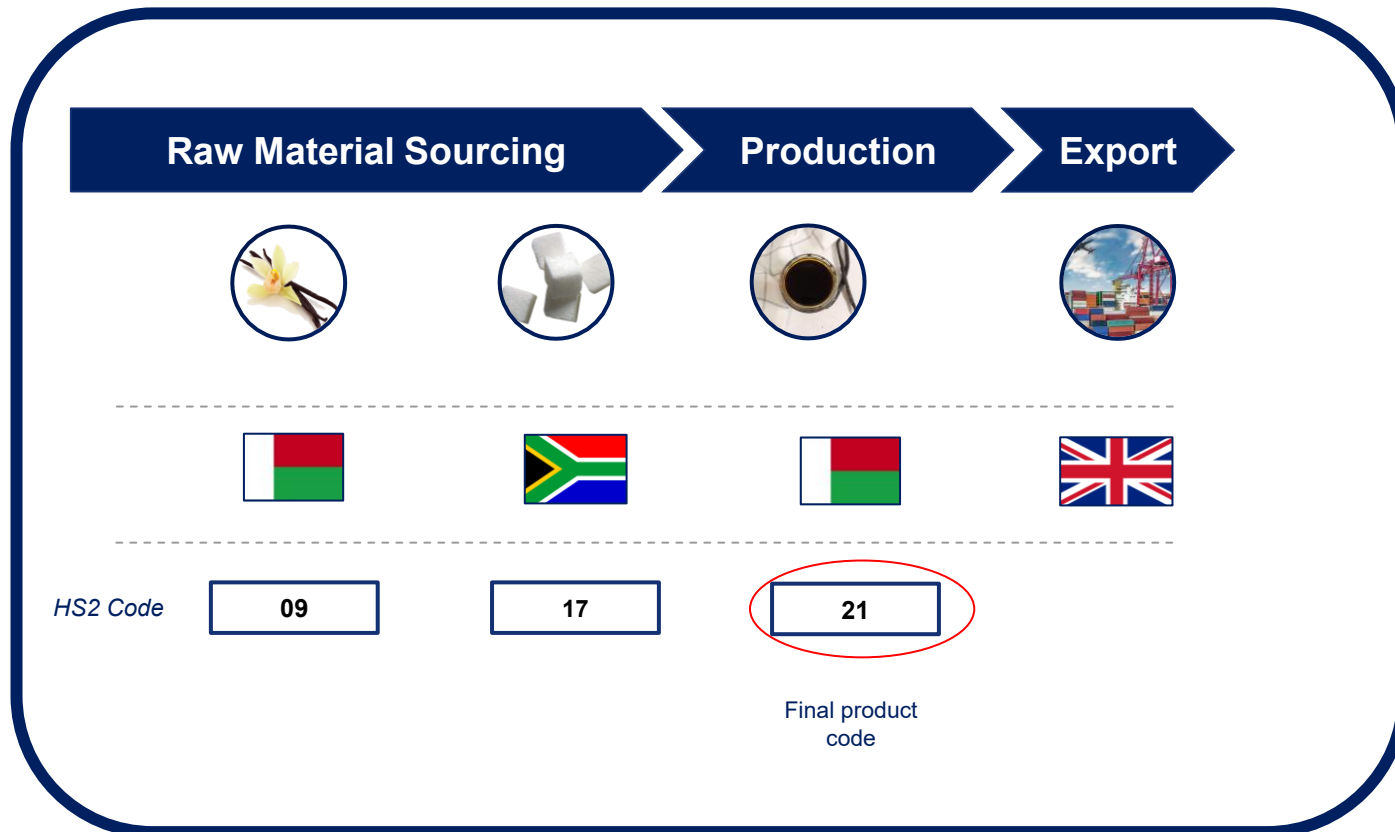 Raw Material Sourcing
Production
Export
HS2 Code
09
17
21
Final product
code